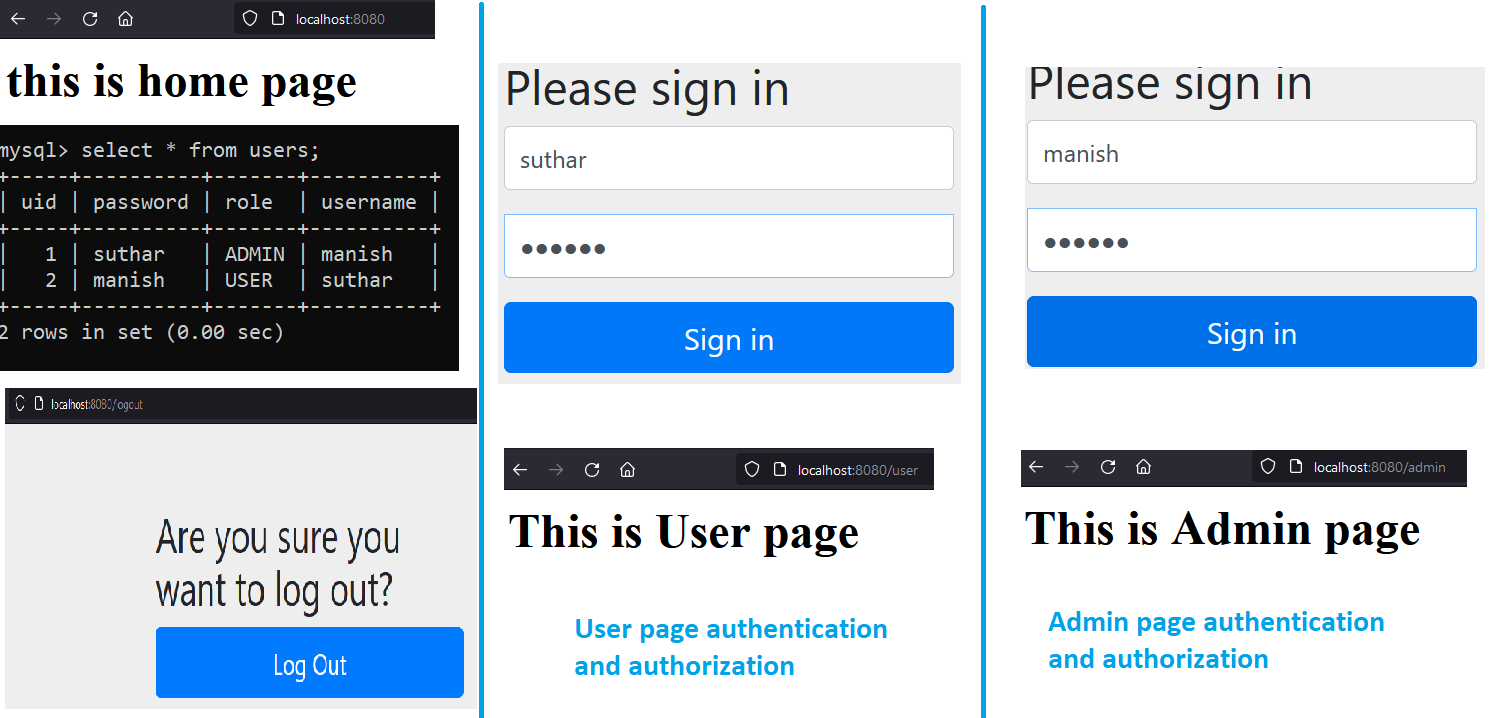 localhost:8080
this is home page
mysql> select * from users;
+-----+----------+-------+----------+
| uid | password | role  | username |
+-----+----------+-------+----------+
|   1 | suthar   | ADMIN | manish   |
|   2 | manish   | USER  | suthar   |
+-----+----------+-------+----------+
2 rows in set (0.00 sec)
localhost:8080/logout
Are you sure you
want to log out?
Log Out
Please sign in
suthar
●●●●●●
Sign in
localhost:8080/user
This is User page
User page authentication
and authorization
Please sign in
manish
●●●●●●
Sign in
localhost:8080/admin
This is Admin page
Admin page authentication
and authorization